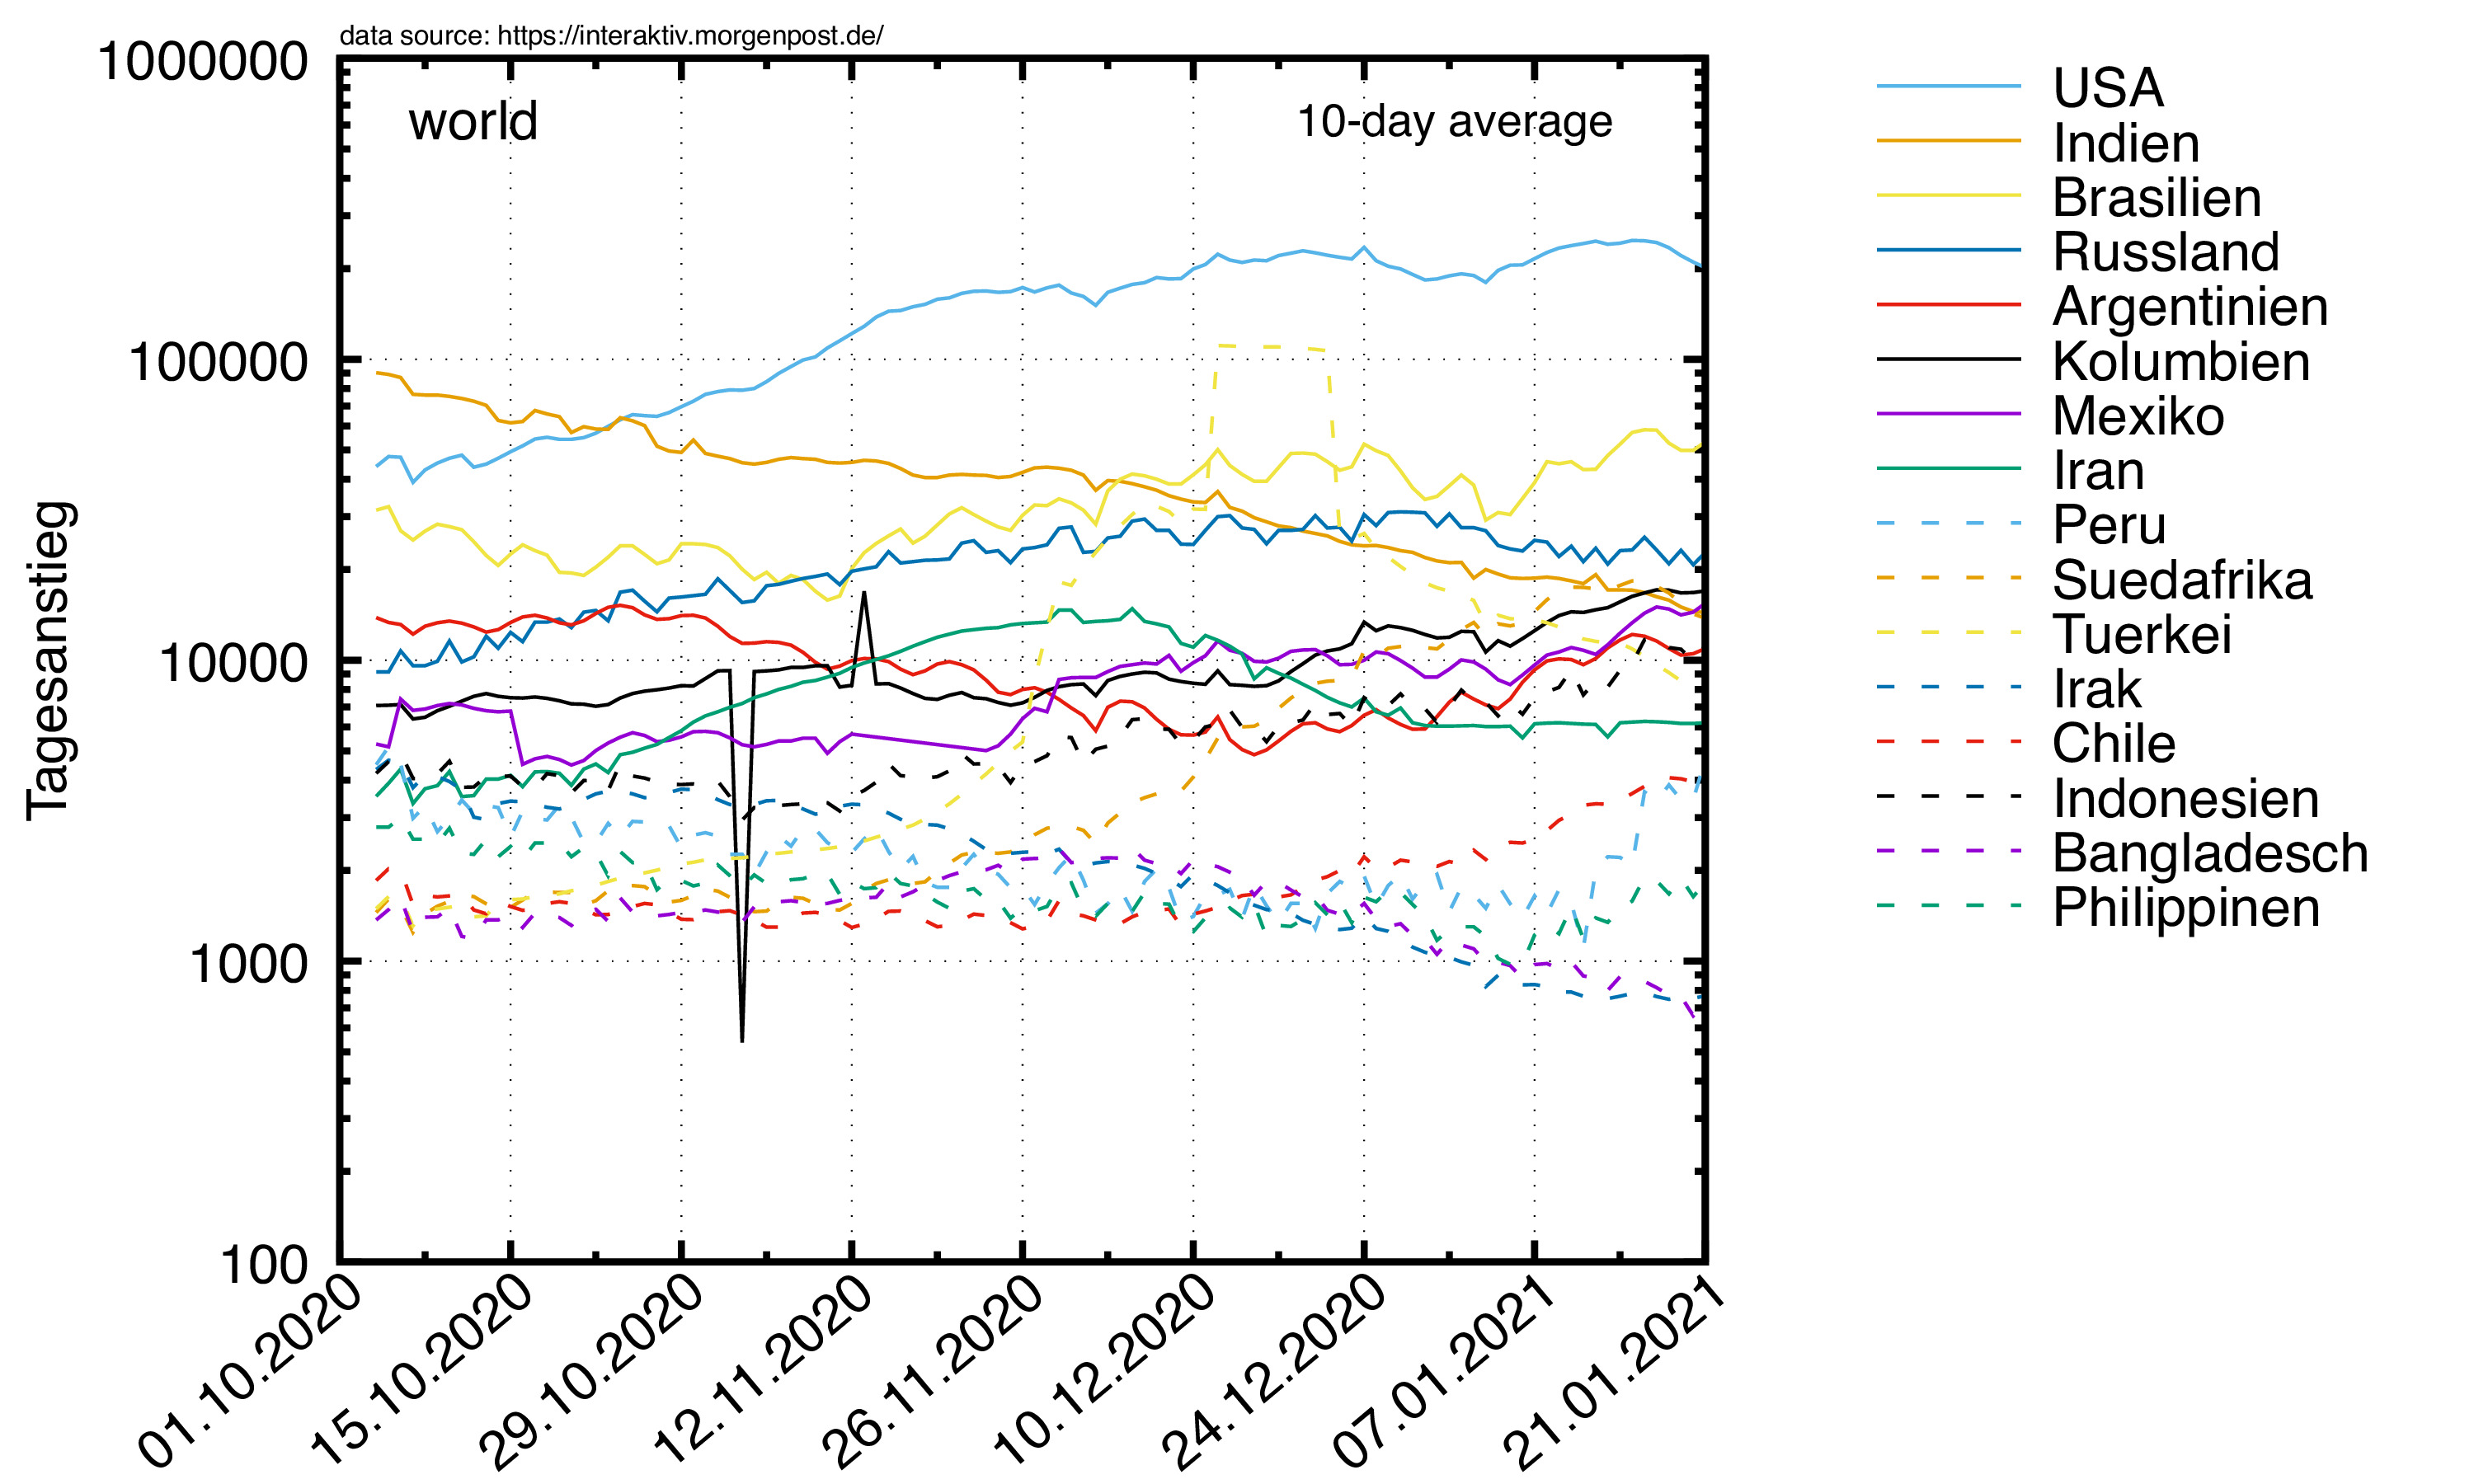 data source: https://interaktiv.morgenpost.de/
1000000
100000
10000
1000
100
Tagesanstieg
world
10-day average
01.10.2020
15.10.2020
29.10.2020
12.11.2020
26.11.2020
10.12.2020
24.12.2020
07.01.2021
21.01.2021
USA
Indien
Brasilien
Russland
Argentinien
Kolumbien
Mexiko
Iran
Peru
Suedafrika
Tuerkei
Irak
Chile
Indonesien
Bangladesch
Philippinen